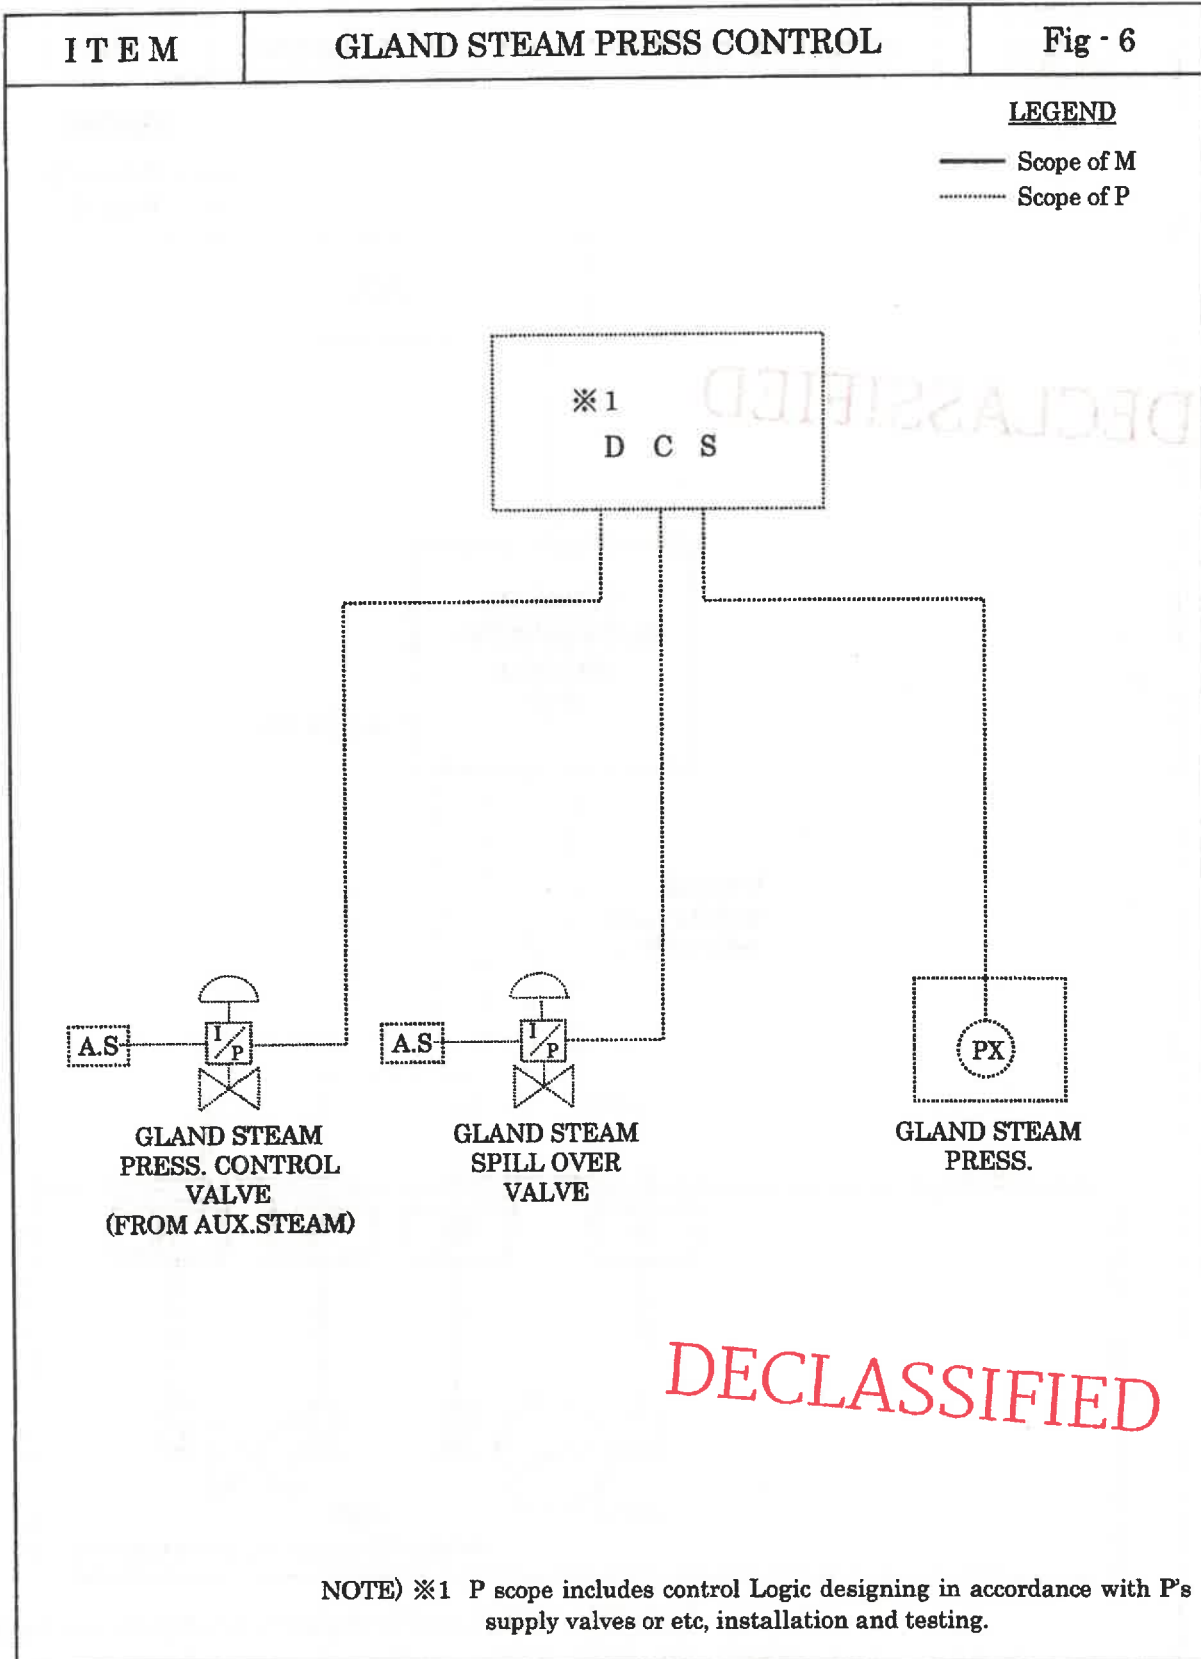 ITEM
GLAND STEAM PRESS CONTROL
Fig - 6
LEGEND
Scope of M
Scope of P
※1
D C S
DECLASSIFIED
A.S
I/P
A.S
I/P
PX
GLAND STEAM
PRESS. CONTROL
VALVE
(FROM AUX.STEAM)
GLAND STEAM
SPILL OVER
VALVE
GLAND STEAM
PRESS.
DECLASSIFIED
NOTE) ※1 P scope includes control Logic designing in accordance with P's
supply valves or etc, installation and testing.